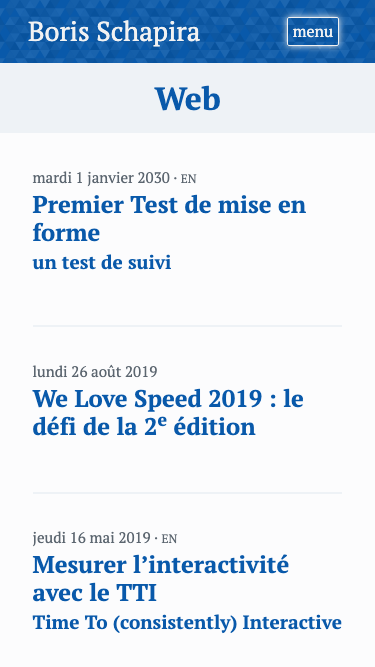 Boris Schapira
menu
Web
mardi 1 janvier 2030 · EN
Premier Test de mise en
forme
un test de suivi
lundi 26 août 2019
We Love Speed 2019 : le
défi de la 2e édition
jeudi 16 mai 2019 · EN
Mesurer l’interactivité
avec le TTI
Time To (consistently) Interactive